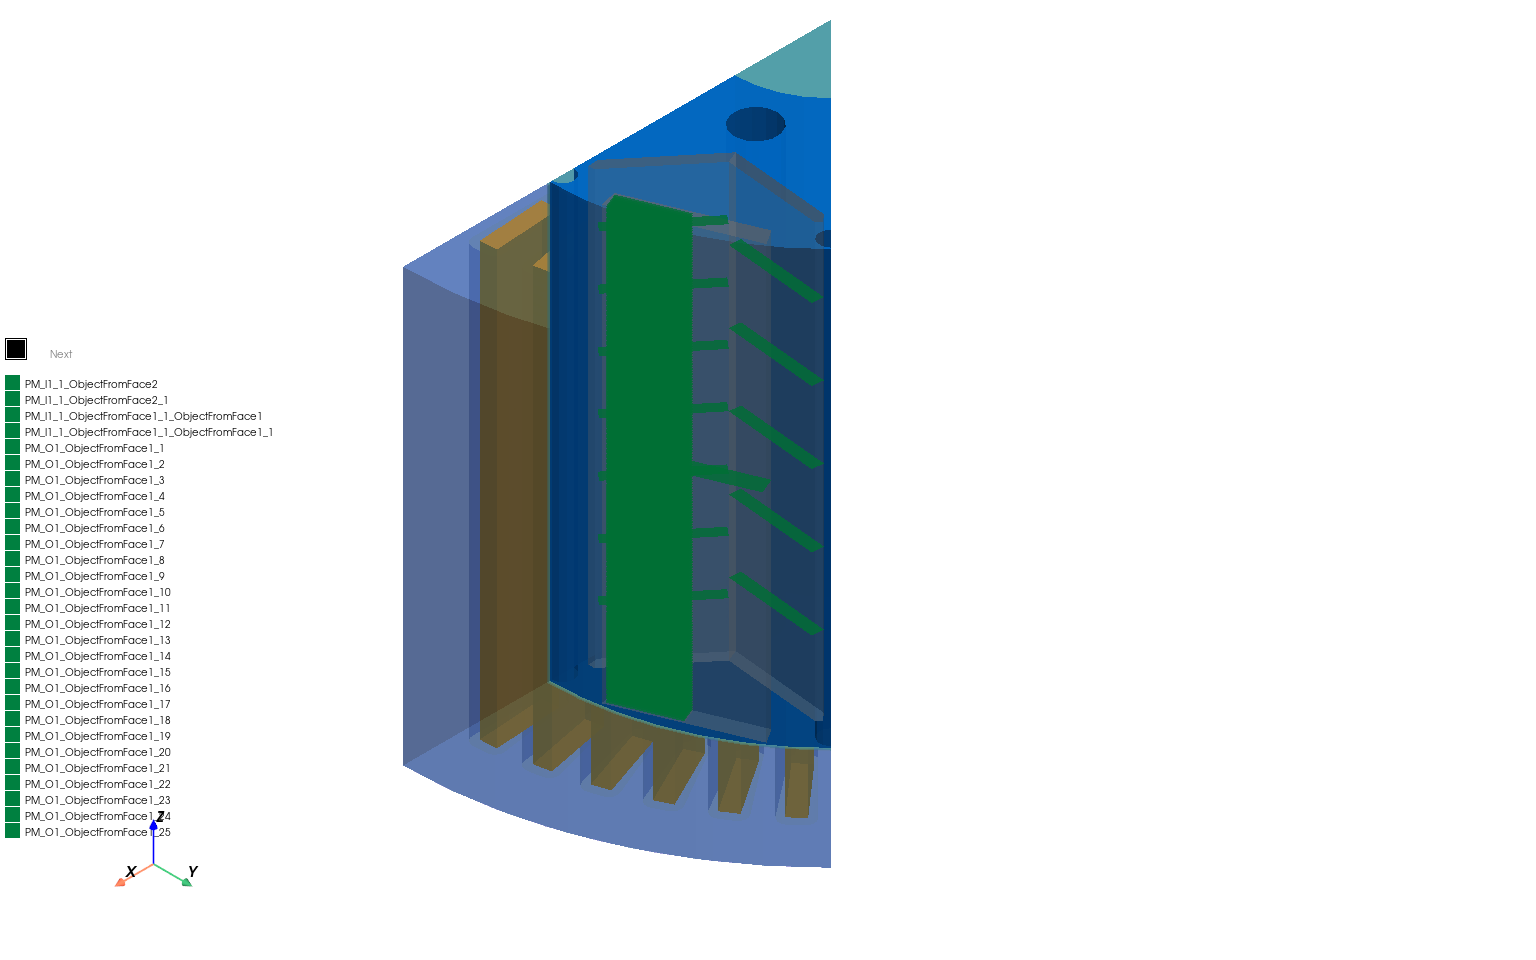 Next
PM_I1_1_ObjectFromFace2
PM_I1_1_ObjectFromFace2_1
PM_I1_1_ObjectFromFace1_1_ObjectFromFace1
PM_I1_1_ObjectFromFace1_1_ObjectFromFace1_1
PM_O1_ObjectFromFace1_1
PM_O1_ObjectFromFace1_2
PM_O1_ObjectFromFace1_3
PM_O1_ObjectFromFace1_4
PM_O1_ObjectFromFace1_5
PM_O1_ObjectFromFace1_6
PM_O1_ObjectFromFace1_7
PM_O1_ObjectFromFace1_8
PM_O1_ObjectFromFace1_9
PM_O1_ObjectFromFace1_10
PM_O1_ObjectFromFace1_11
PM_O1_ObjectFromFace1_12
PM_O1_ObjectFromFace1_13
PM_O1_ObjectFromFace1_14
PM_O1_ObjectFromFace1_15
PM_O1_ObjectFromFace1_16
PM_O1_ObjectFromFace1_17
PM_O1_ObjectFromFace1_18
PM_O1_ObjectFromFace1_19
PM_O1_ObjectFromFace1_20
PM_O1_ObjectFromFace1_21
PM_O1_ObjectFromFace1_22
PM_O1_ObjectFromFace1_23
PM_O1_ObjectFromFace1_24
PM_O1_ObjectFromFace1_25
Z
X Y